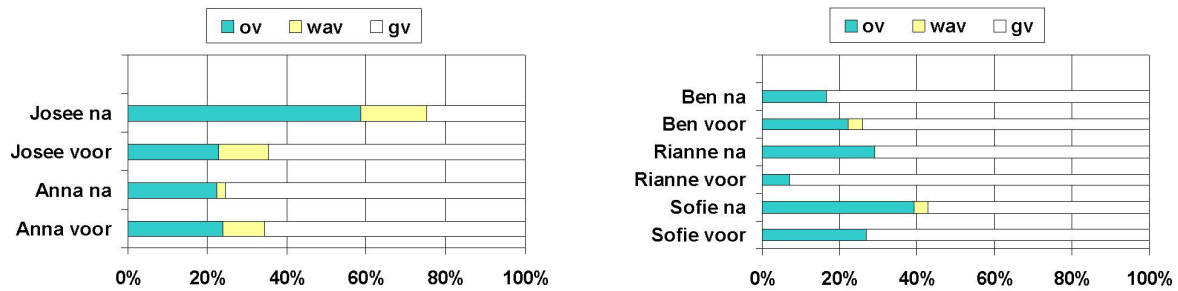 ov wav gv
Josee na
Josee voor
Anna na
Anna voor
0% 20% 40% 60% 80% 100%
ov wav gv
Ben na
Ben voor
Rianne na
Rianne voor
Sofie na
Sofie voor
0% 20% 40% 60% 80% 100%